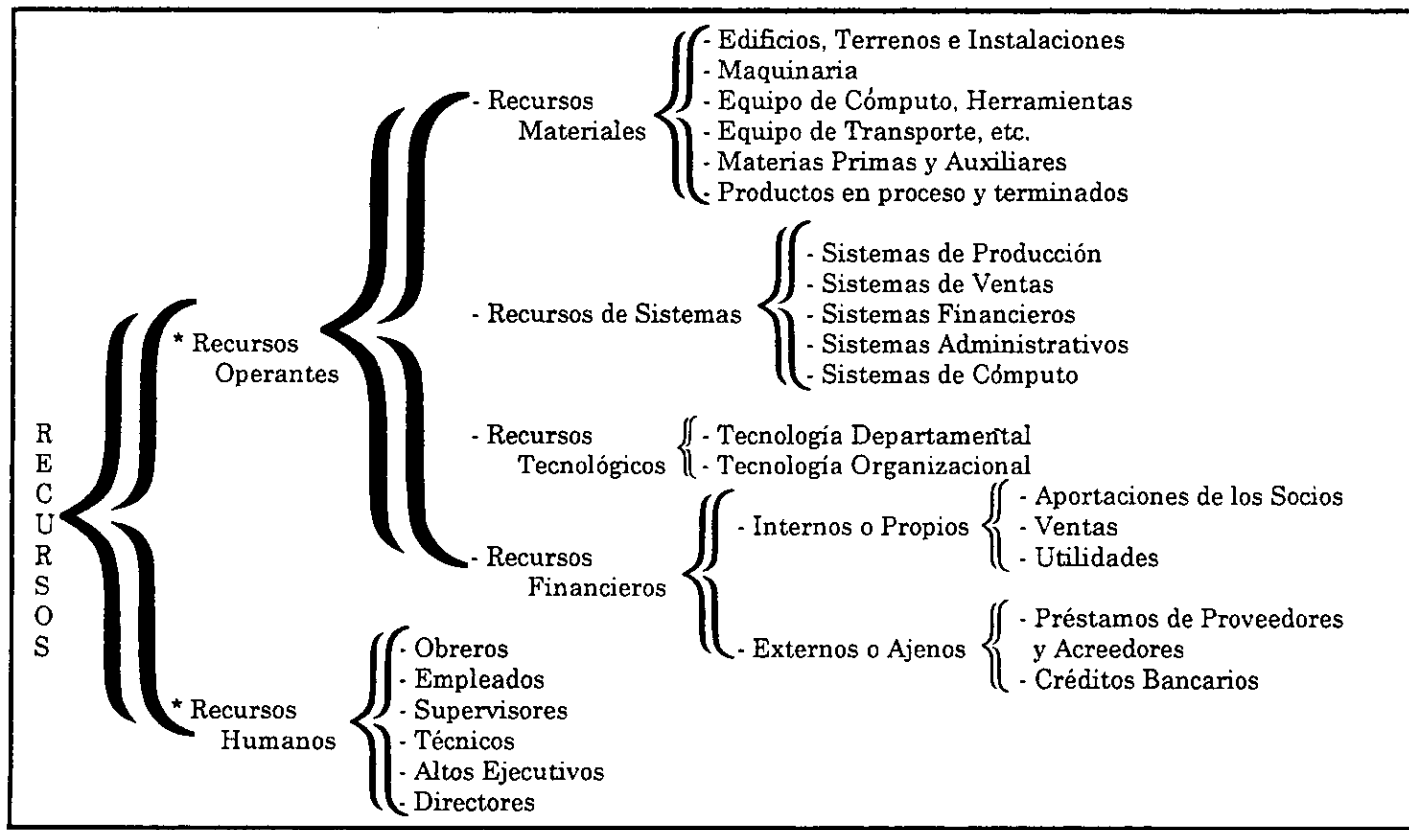 RECURSOS
* Recursos
Operantes
- Recursos
Materiales
- Edificios, Terrenos e Instalaciones
- Maquinaria
- Equipo de Cómputo, Herramientas
- Equipo de Transporte, etc.
- Materias Primas y Auxiliares
- Productos en proceso y terminados
- Recursos de Sistemas
- Sistemas de Producción
- Sistemas de Ventas
- Sistemas Financieros
- Sistemas Administrativos
- Sistemas de Cómputo
- Recursos
Tecnológicos
- Tecnología Departamental
- Tecnología Organizacional
- Recursos
Financieros
- Internos o Propios
- Aportaciones de los Socios
- Ventas
- Utilidades
- Externos o Ajenos
- Préstamos de Proveedores
y Acreedores
- Créditos Bancarios
* Recursos
Humanos
- Obreros
- Empleados
- Supervisores
- Técnicos
- Altos Ejecutivos
- Directores